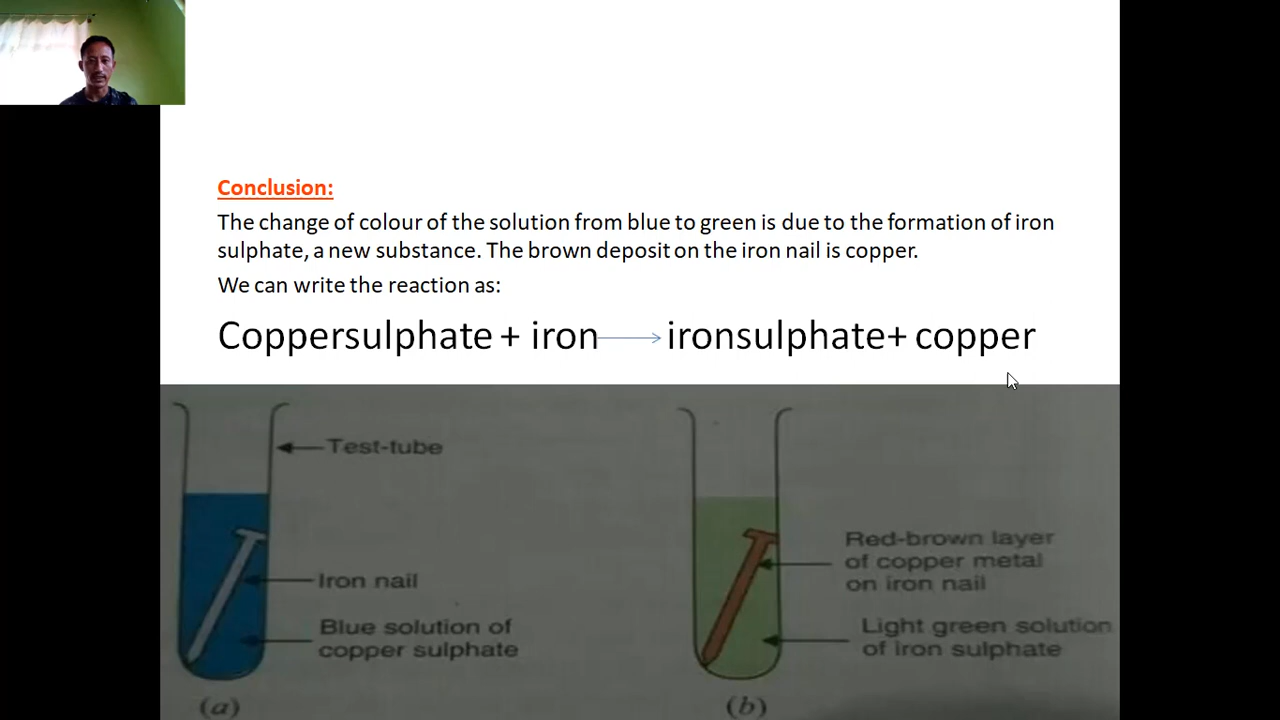 Conclusion:
The change of colour of the solution from blue to green is due to the formation of iron
sulphate, a new substance. The brown deposit on the iron nail is copper.
We can write the reaction as:
Coppersulphate + iron → ironsulphate+ copper
Test-tube
Iron nail
Blue solution of
copper sulphate
(a)
Red-brown layer
of copper metal
on iron nail
Light green solution
of iron sulphate
(b)